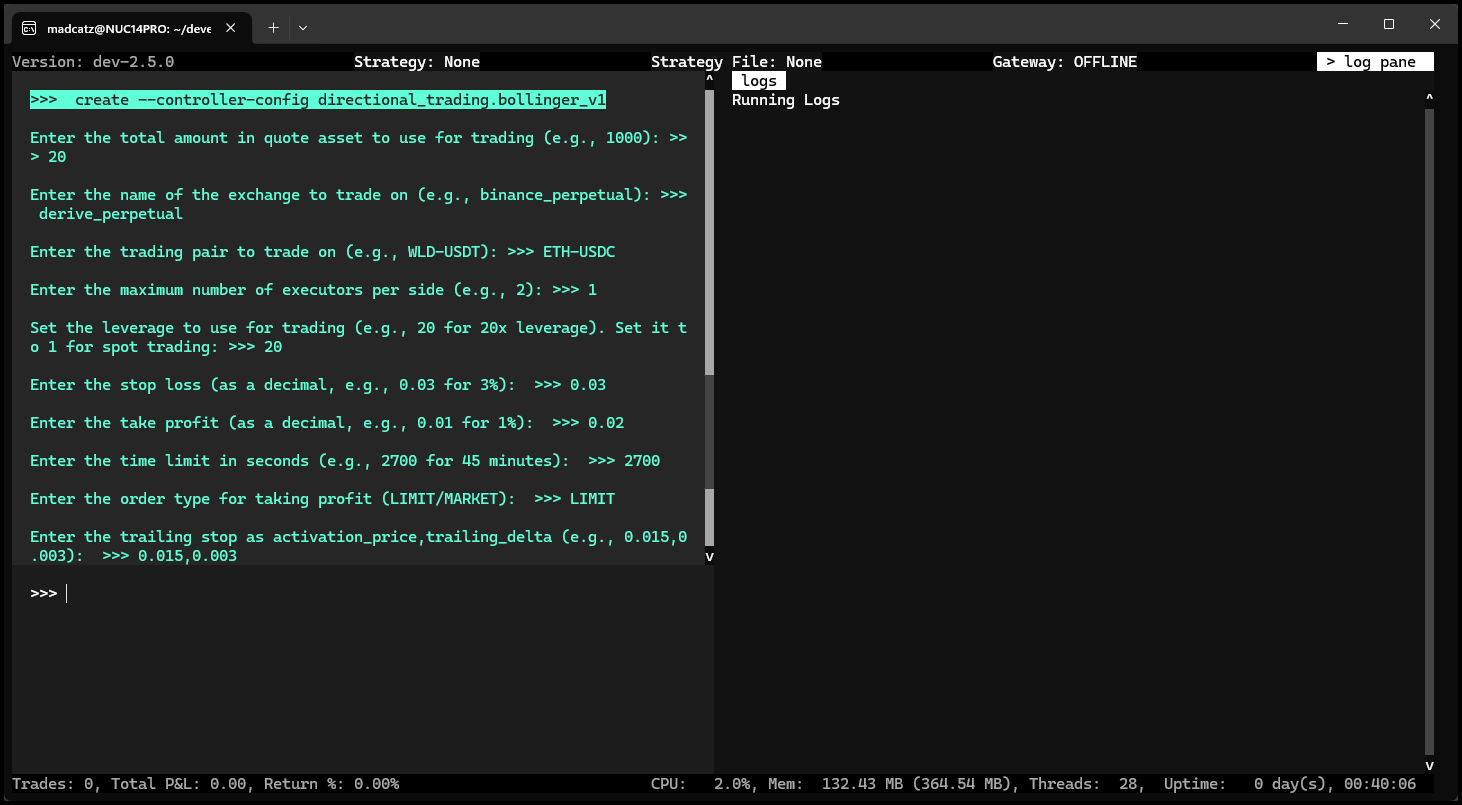 madcatz@NUC14PRO: ~/deve
Version: dev-2.5.0 Strategy: None Strategy File: None Gateway: OFFLINE > log pane
>>>  create --controller-config directional_trading.bollinger_v1
Enter the total amount in quote asset to use for trading (e.g., 1000): >>
> 20
Enter the name of the exchange to trade on (e.g., binance_perpetual): >>>
derive_perpetual
Enter the trading pair to trade on (e.g., WLD-USDT): >>> ETH-USDC
Enter the maximum number of executors per side (e.g., 2): >>> 1
Set the leverage to use for trading (e.g., 20 for 20x leverage). Set it t
o 1 for spot trading: >>> 20
Enter the stop loss (as a decimal, e.g., 0.03 for 3%):  >>> 0.03
Enter the take profit (as a decimal, e.g., 0.01 for 1%):  >>> 0.02
Enter the time limit in seconds (e.g., 2700 for 45 minutes):  >>> 2700
Enter the order type for taking profit (LIMIT/MARKET):  >>> LIMIT
Enter the trailing stop as activation_price,trailing_delta (e.g., 0.015,0
.003):  >>> 0.015,0.003
>>>
logs
Running Logs
Trades: 0, Total P&L: 0.00, Return %: 0.00% CPU:   2.0%, Mem:  132.43 MB (364.54 MB), Threads:  28,  Uptime:   0 day(s), 00:40:06